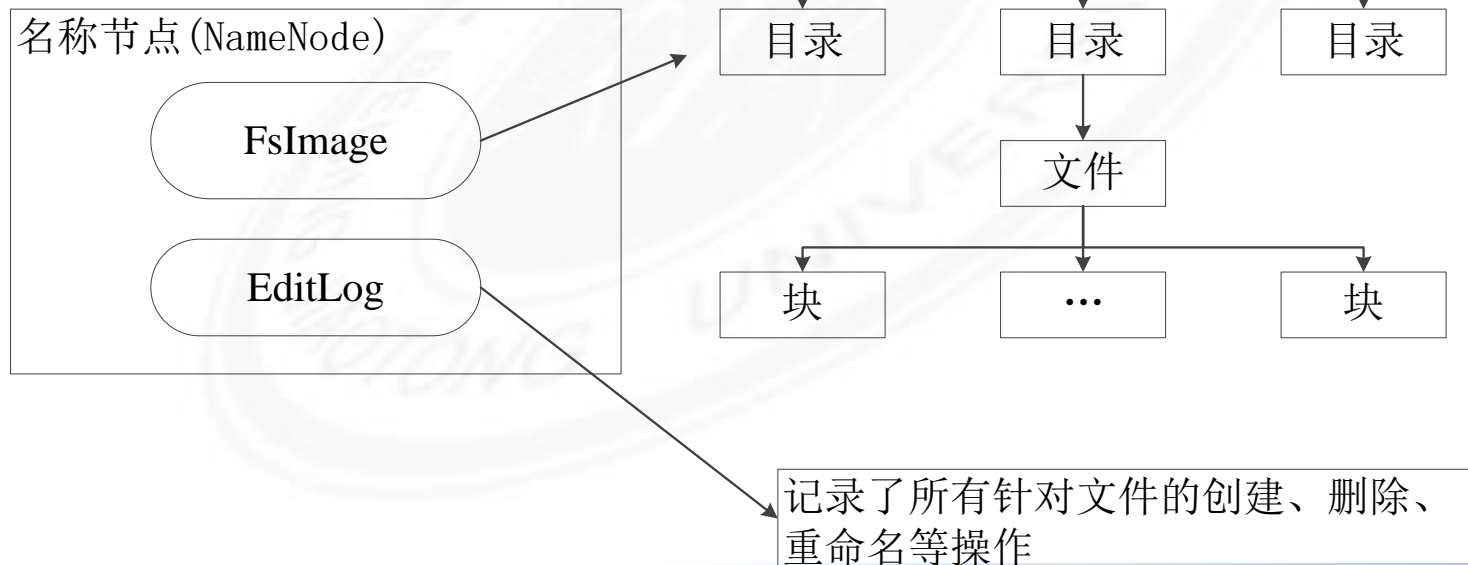 名称节点(NameNode)
目录
目录
目录
FsImage
文件
EditLog
块
…
块
记录了所有针对文件的创建、删除、
重命名等操作